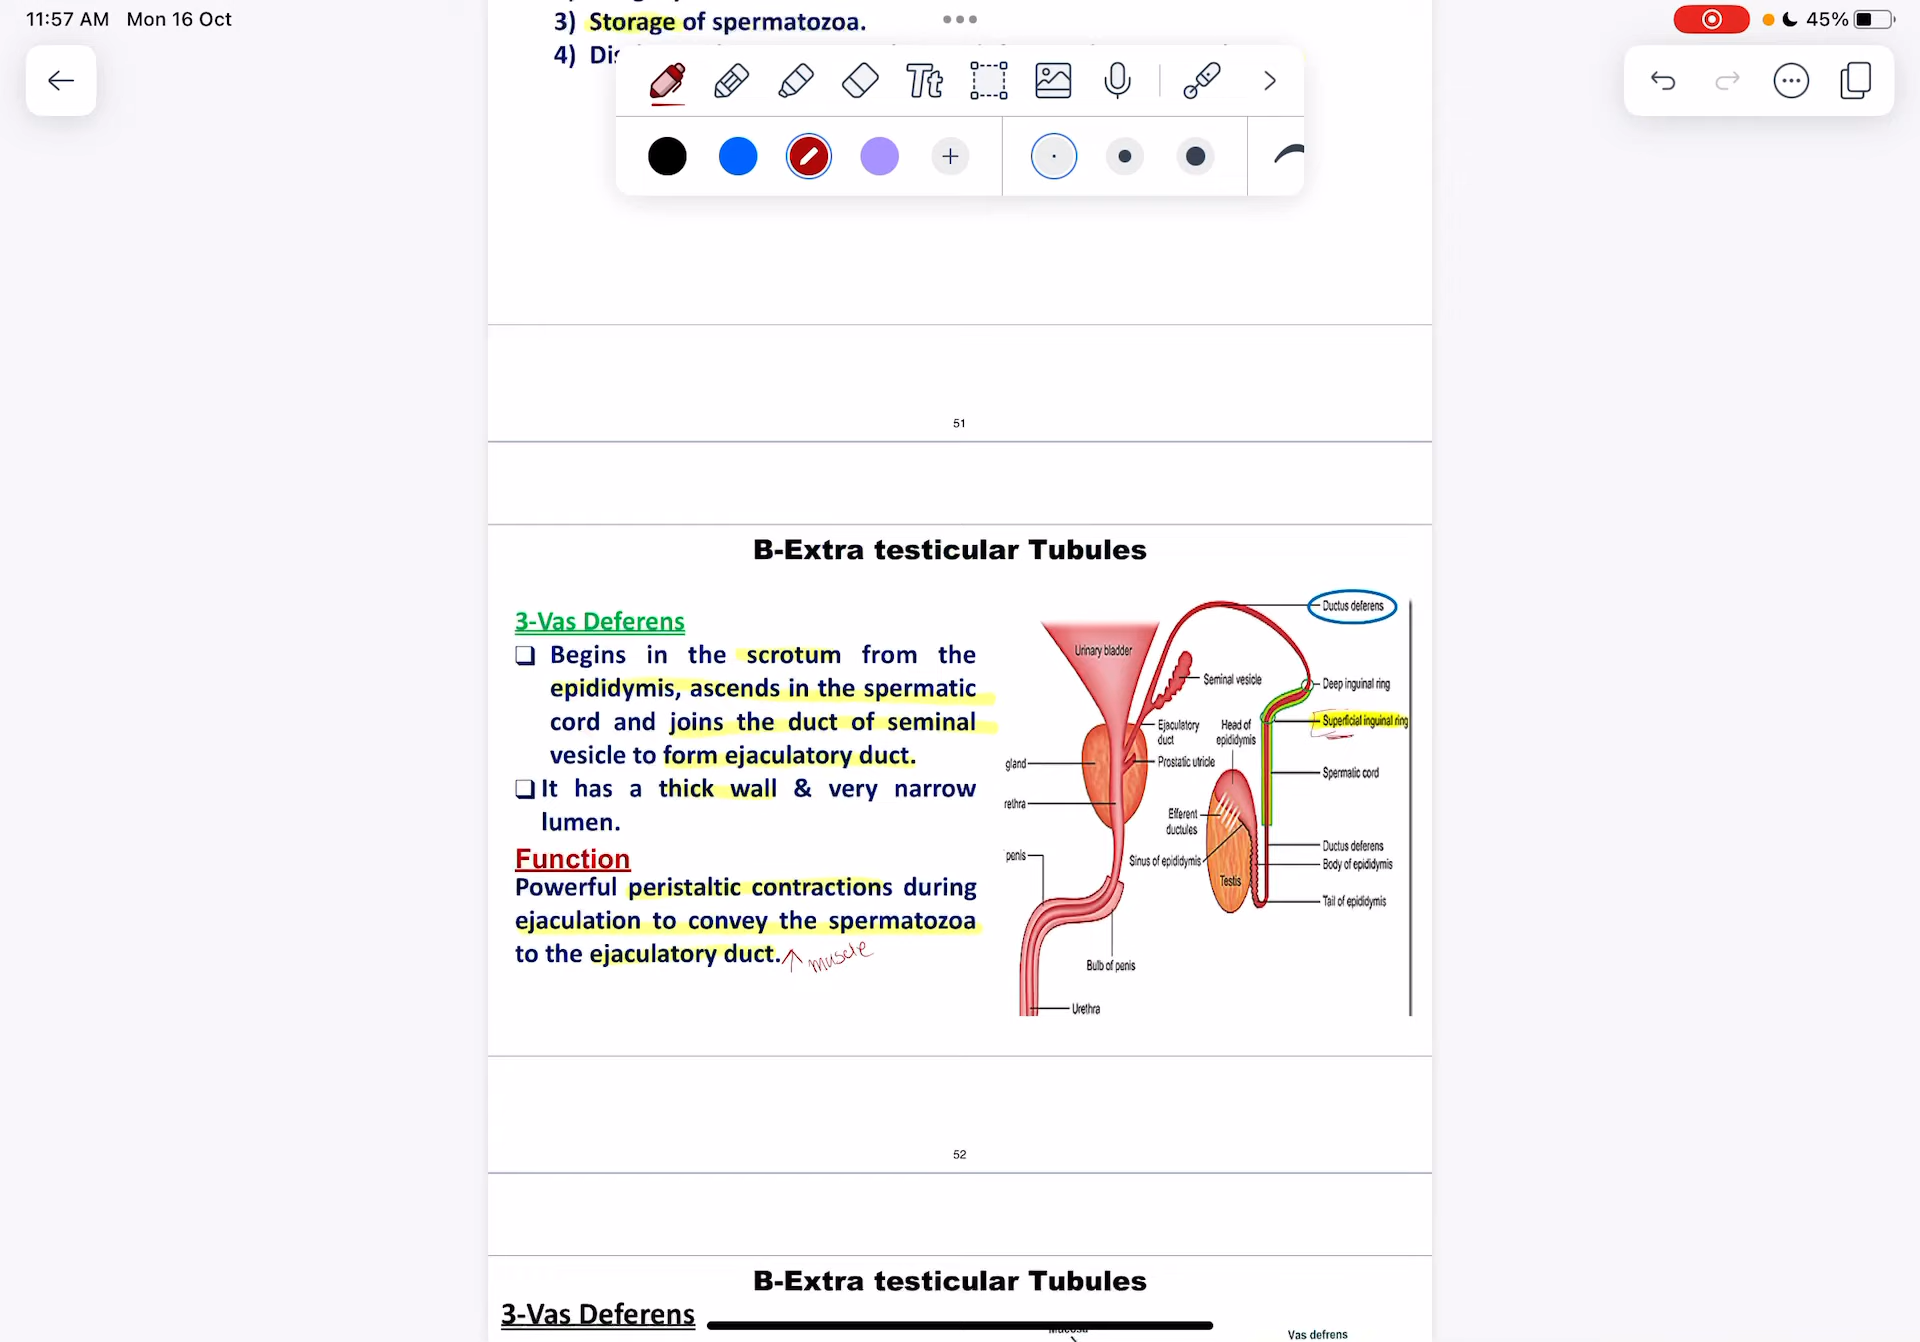 11:57 AM Mon 16 Oct
45%
3) Storage of spermatozoa.
4)
Tt
51
B-Extra testicular Tubules
3-Vas Deferens
Begins in the scrotum from the
epididymis, ascends in the spermatic
cord and joins the duct of seminal
vesicle to form ejaculatory duct.
It has a thick wall & very narrow
lumen.
Function
Powerful peristaltic contractions during
ejaculation to convey the spermatozoa
to the ejaculatory duct.
↑ muscle
Ductus deferens
Urinary bladder
Seminal vesicle
Deep inguinal ring
Superficial inguinal ring
Ejaculatory
duct
Head of
epididymis
gland
Prostatic utricle
Spermatic cord
rethra
Efferent
ductules
Ductus deferens
penis
Sinus of epididymis
Body of epididymis
Testis
Tail of epididymis
Bulb of penis
Urethra
52
B-Extra testicular Tubules
3-Vas Deferens
Vas defrens